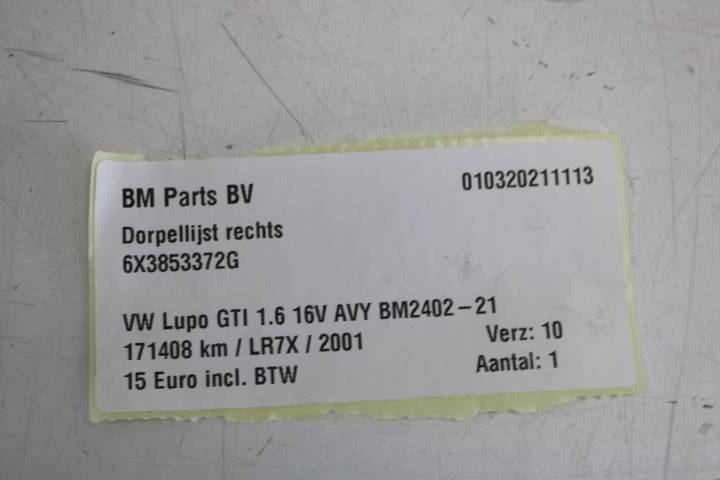 BM Parts BV 010320211113
Dorpellijst rechts
6X3853372G
VW Lupo GTI 1.6 16V AVY BM2402-21
171408 km / LR7X / 2001 Verz: 10
15 Euro incl. BTW Aantal: 1